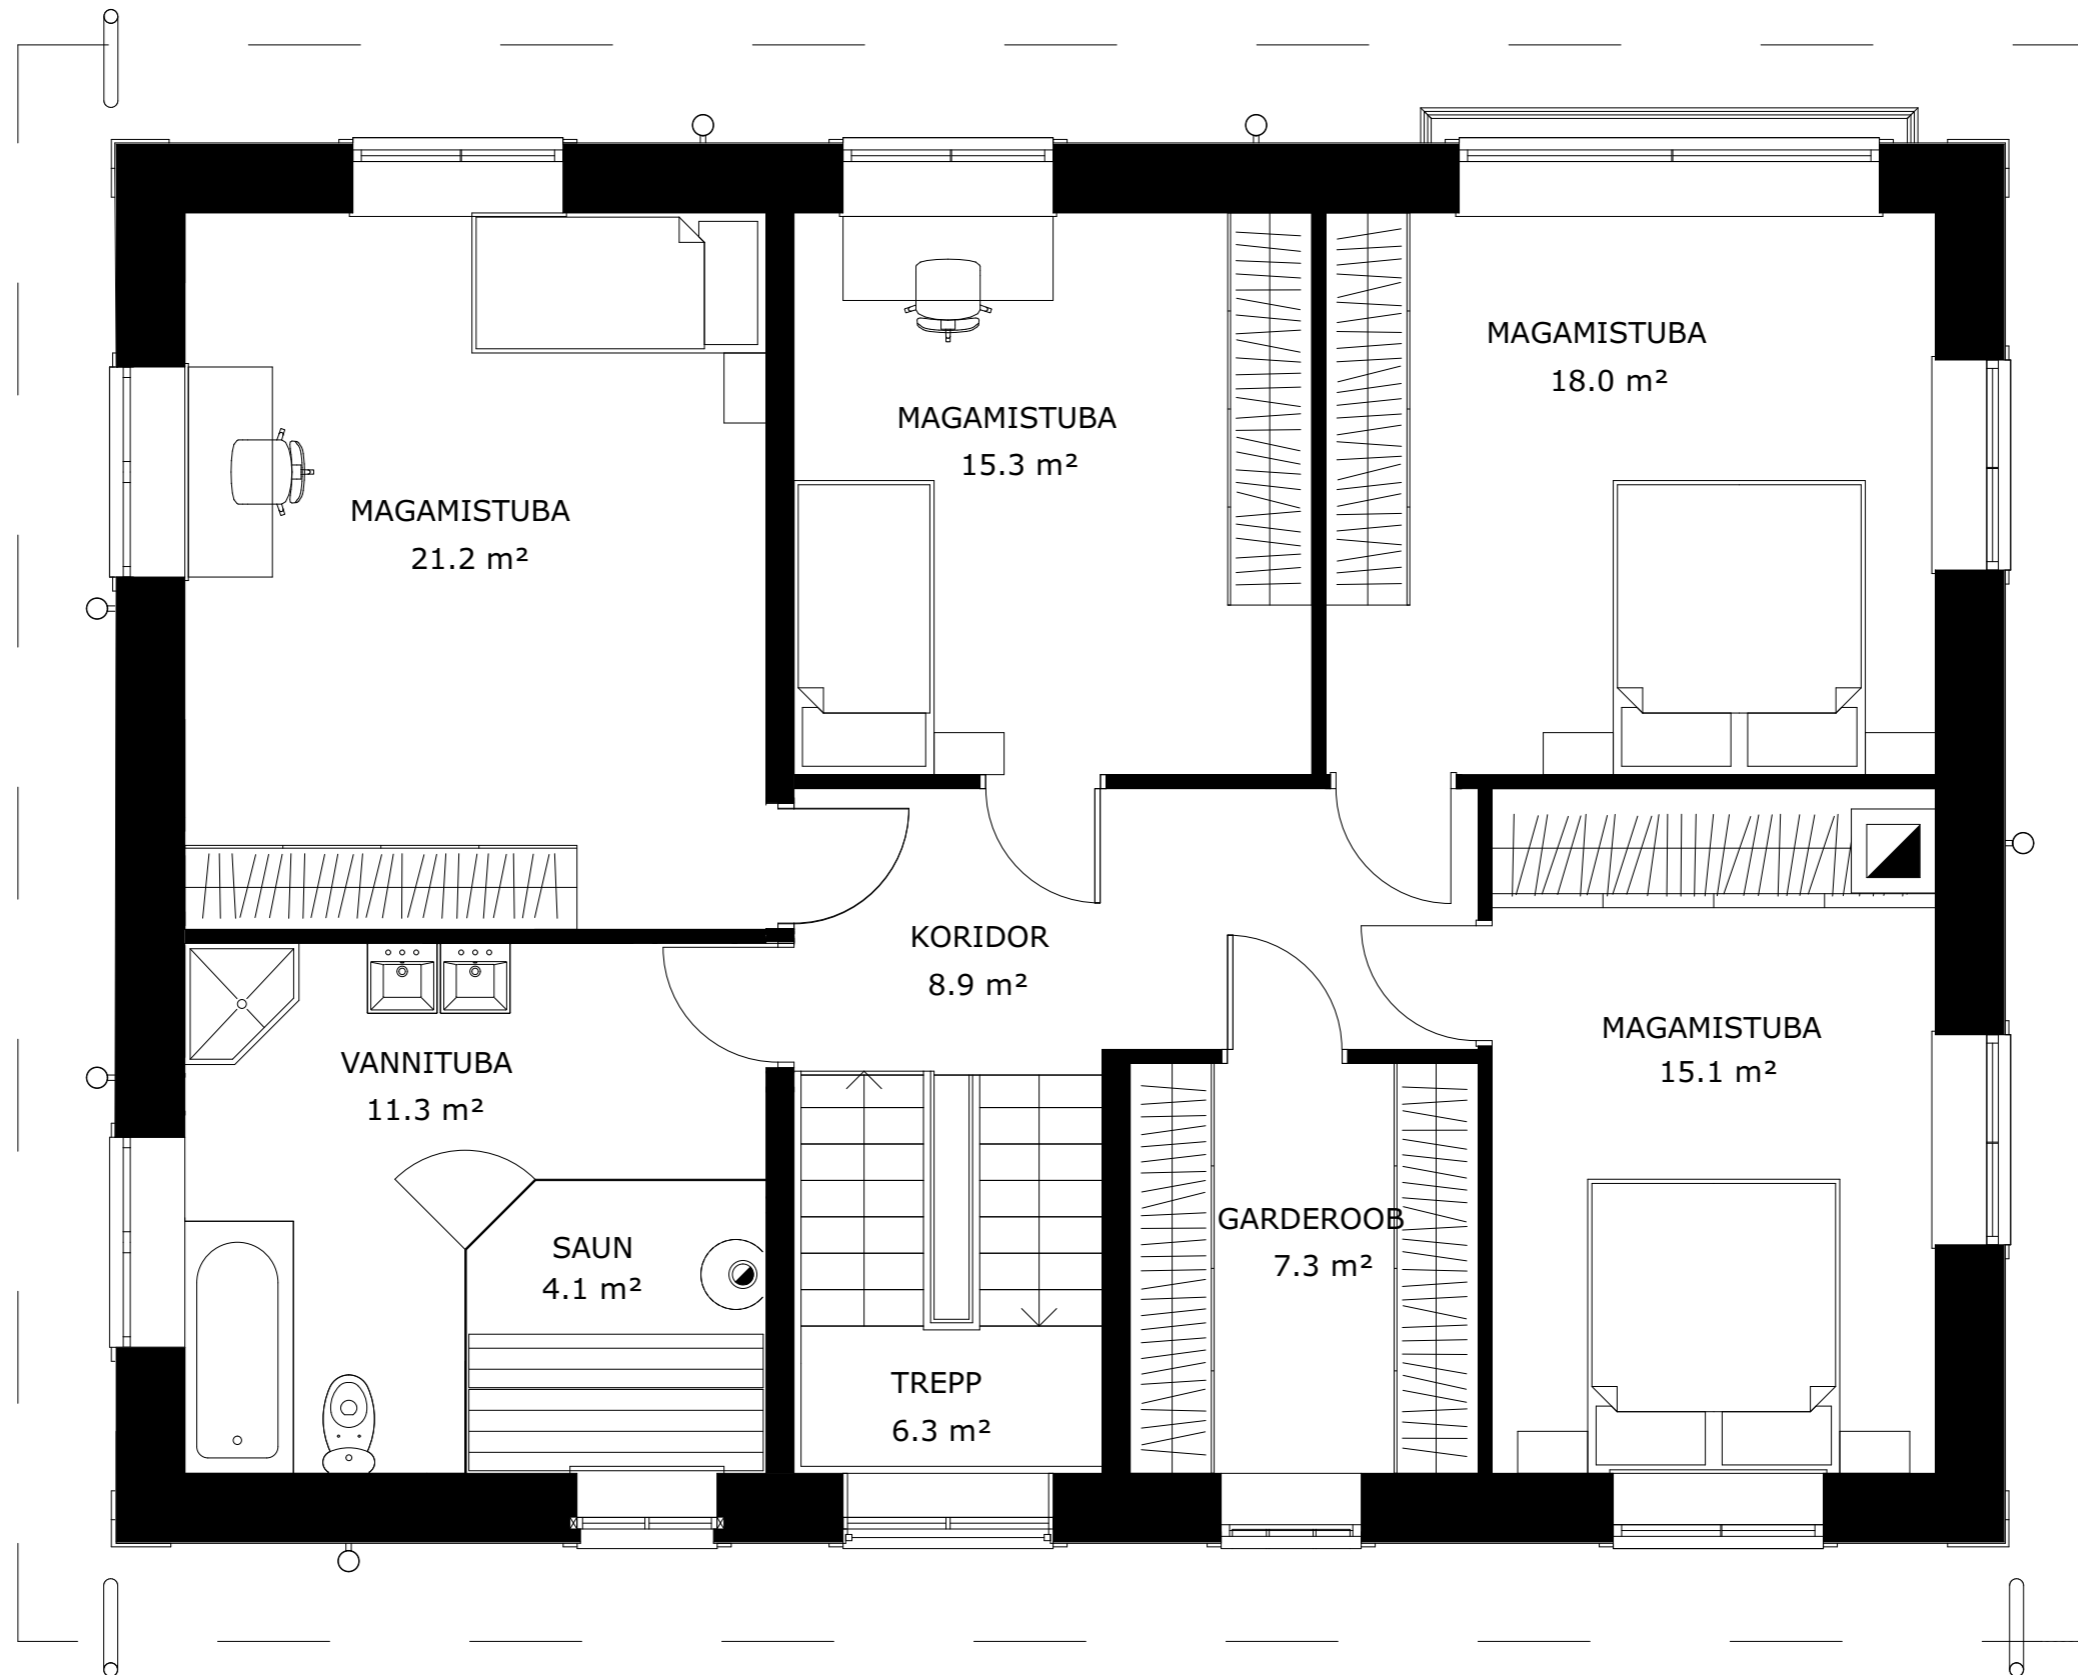 MAGAMISTUBA
18.0 m²
MAGAMISTUBA
15.3 m²
MAGAMISTUBA
21.2 m²
KORIDOR
8.9 m²
MAGAMISTUBA
15.1 m²
VANNITUBA
11.3 m²
GARDEROOB
7.3 m²
SAUN
4.1 m²
TREPP
6.3 m²